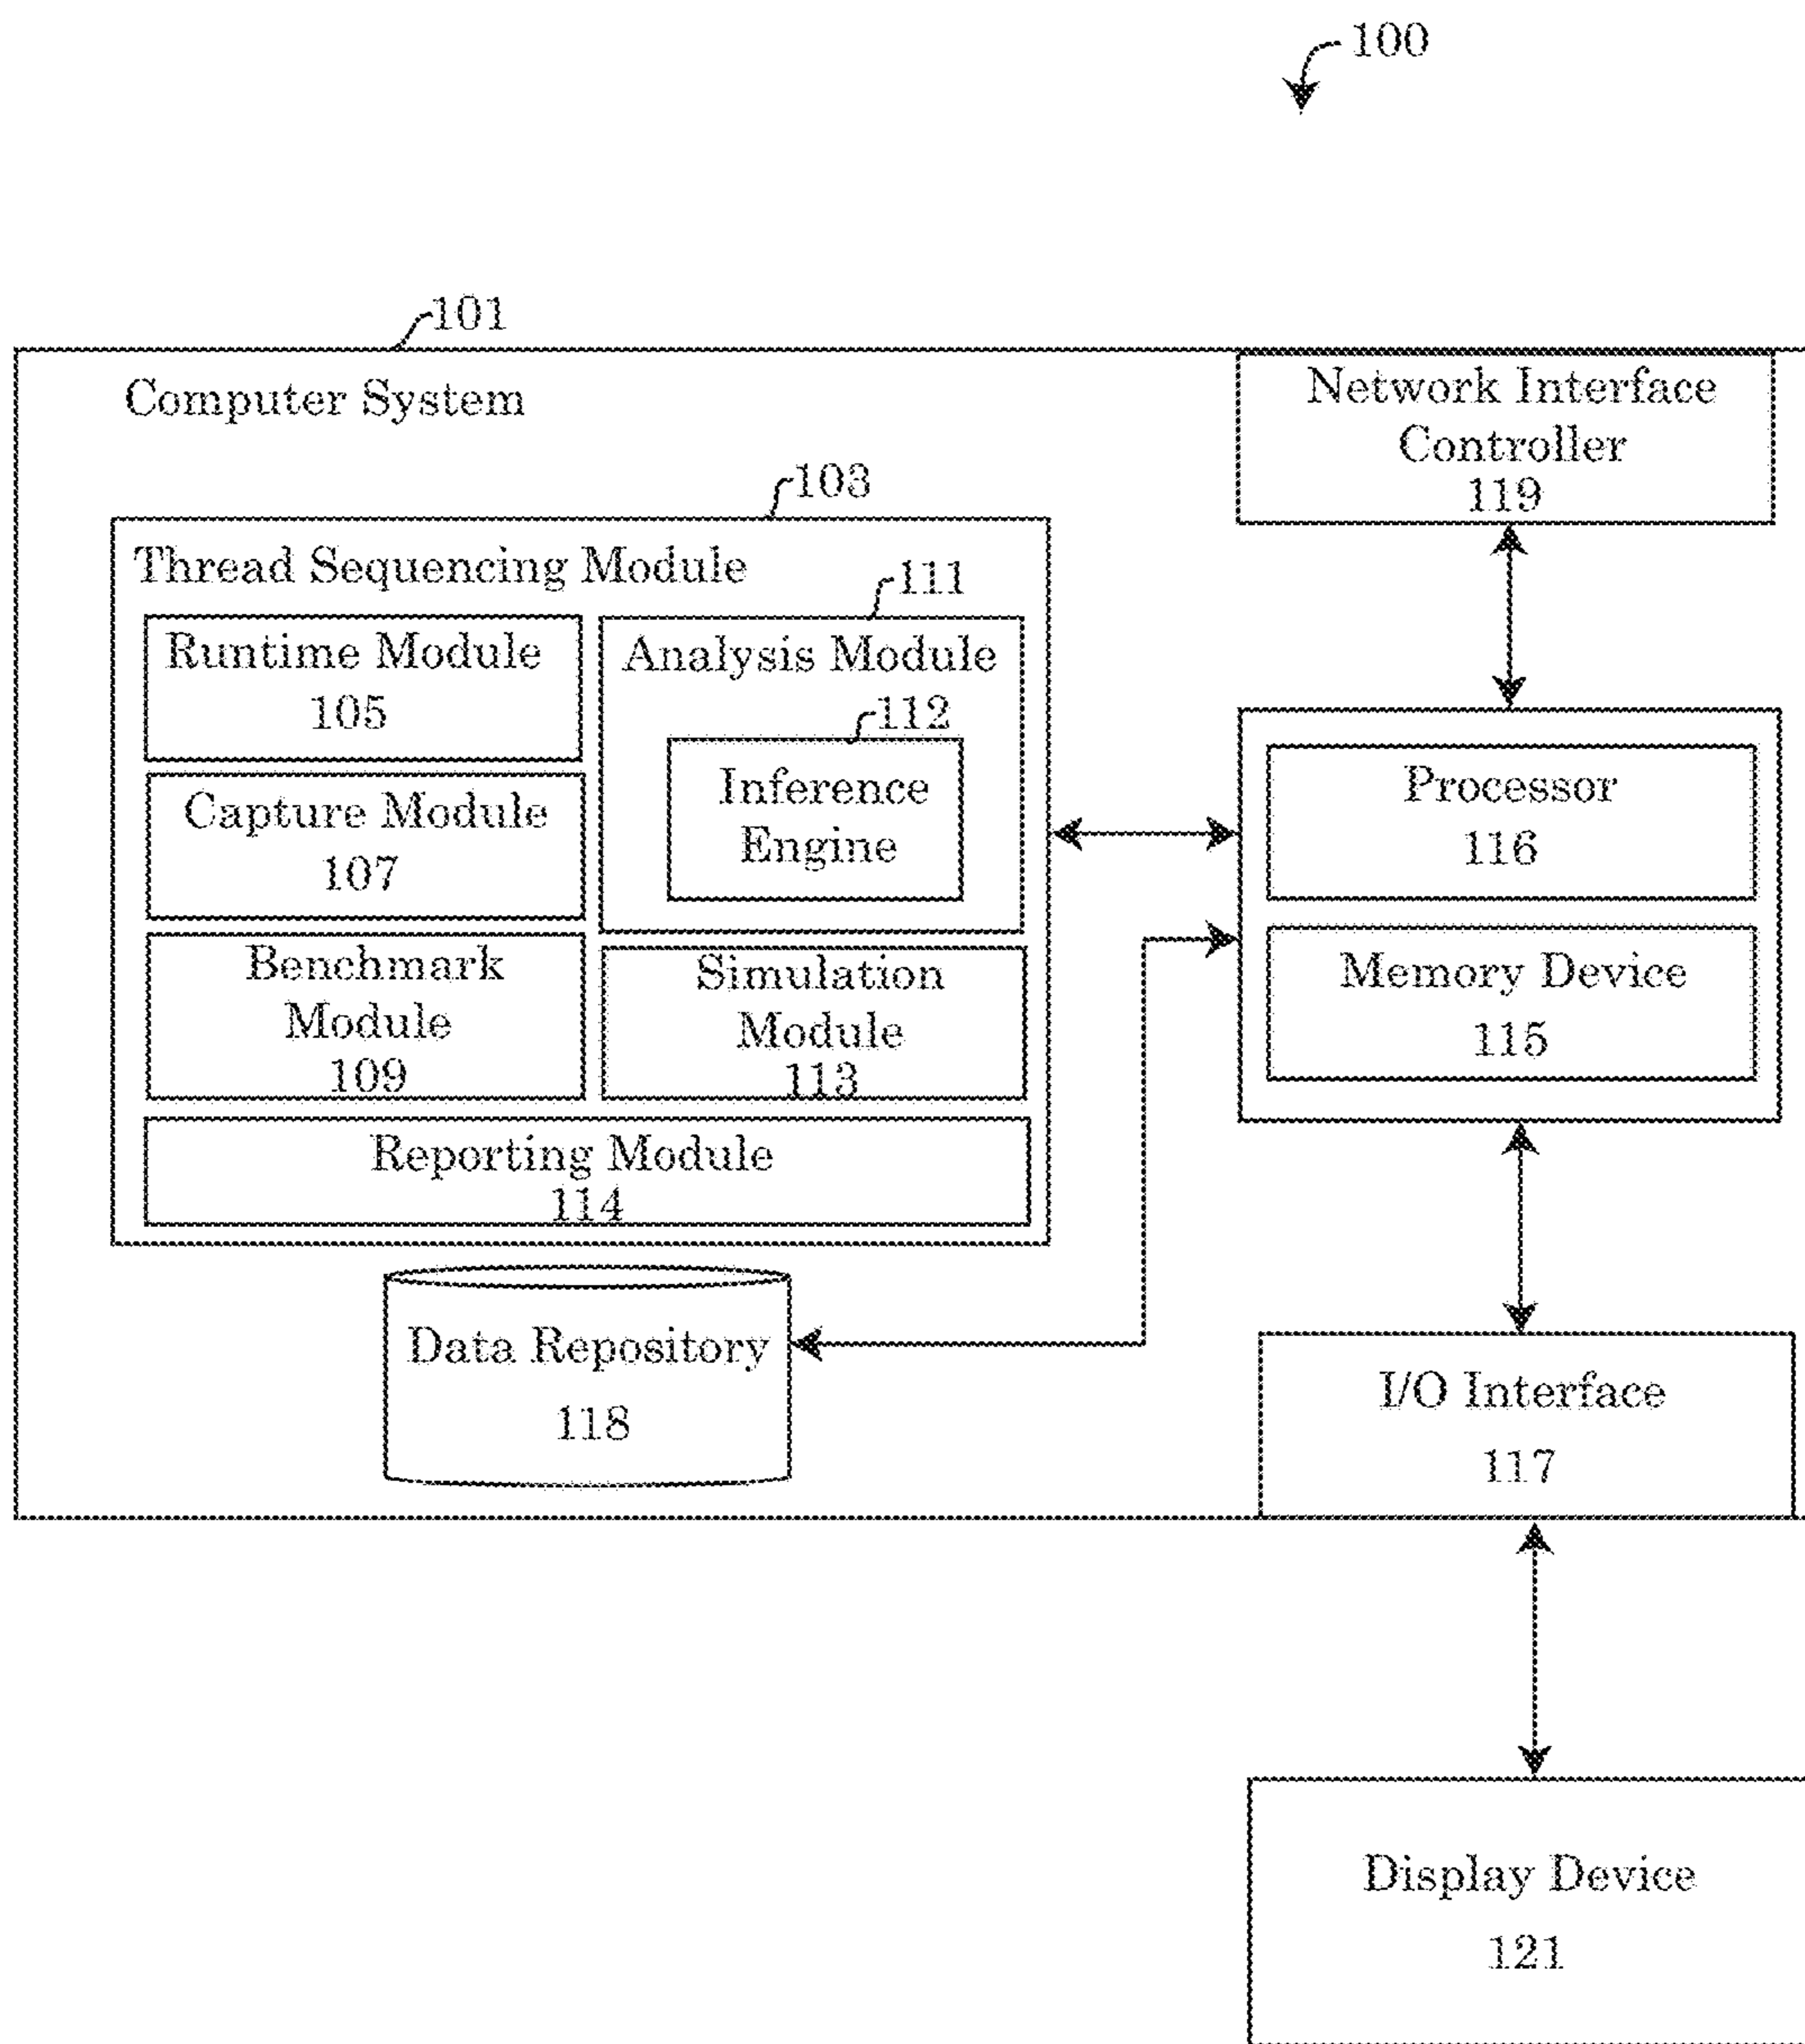 100
101
Computer System
Network Interface
Controller
119
103
Thread Sequencing Module
111
Runtime Module
105
Analysis Module
112
Inference
Engine
Capture Module
107
Benchmark
Module
109
Simulation
Module
113
Reporting Module
114
Processor
116
Memory Device
115
Data Repository
118
I/O Interface
117
Display Device
121